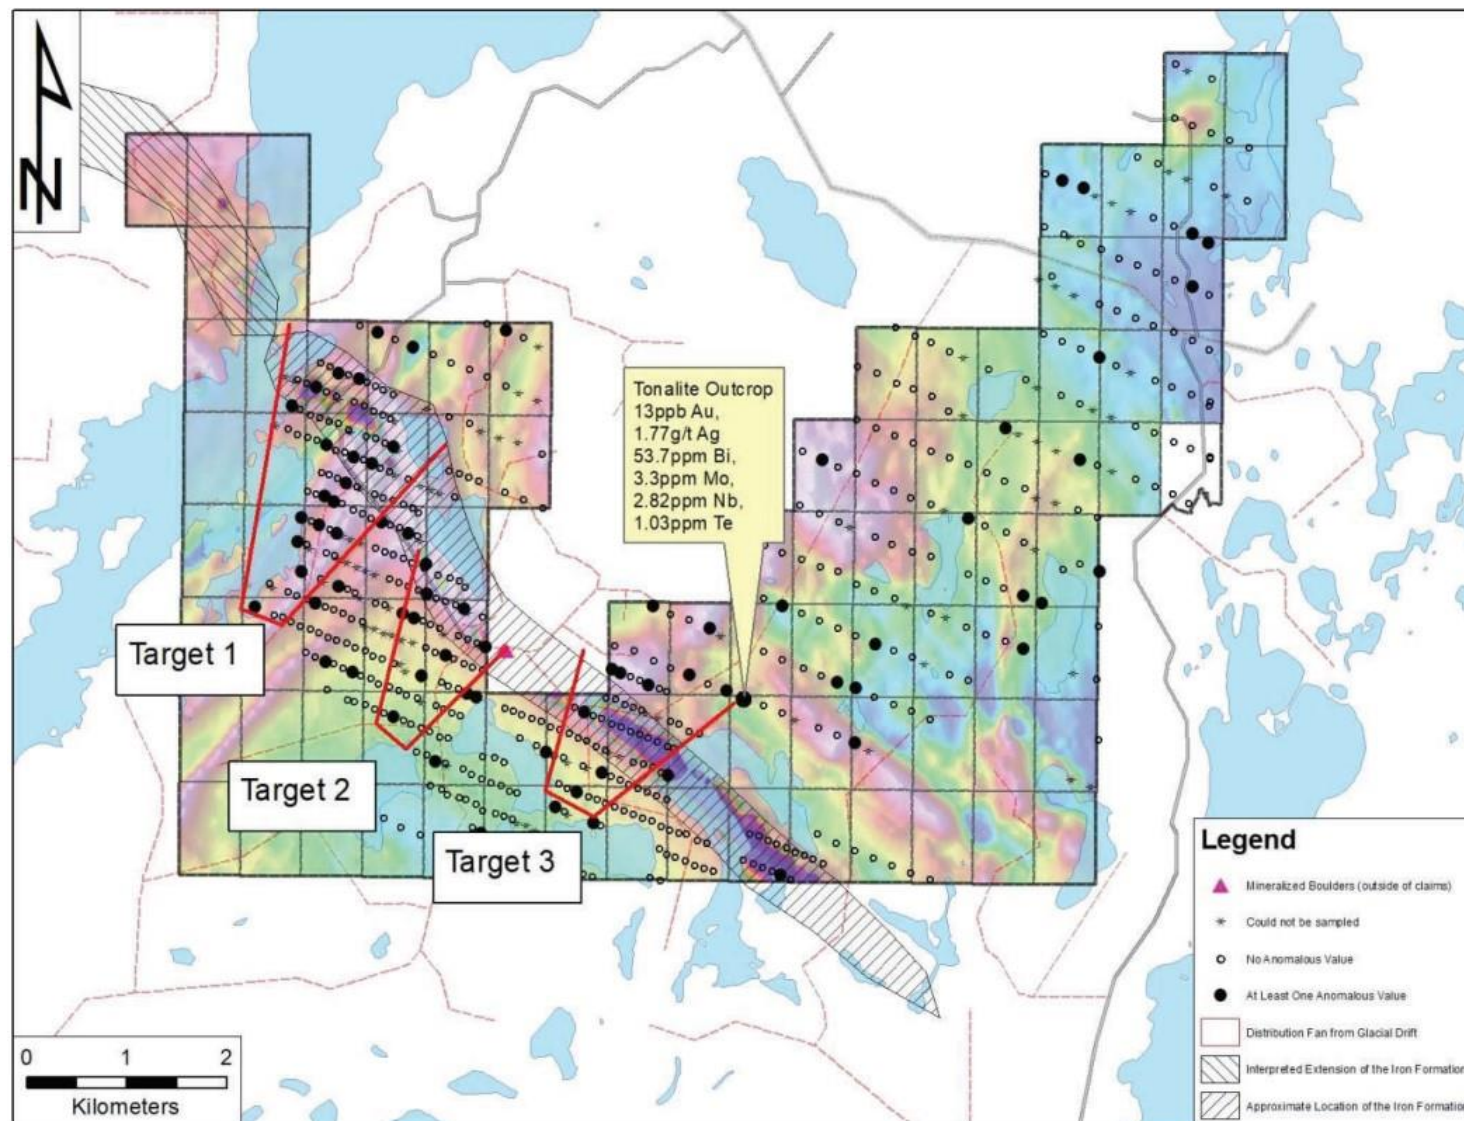 N
Tonalite Outcrop
13ppb Au,
1.77g/t Ag
53.7ppm Bi,
3.3ppm Mo,
2.82ppm Nb,
1.03ppm Te
Target 1
Target 2
Target 3
Legend
Mineralized Boulders (outside of claims)
Could not be sampled
No Anomalous Value
At Least One Anomalous Value
Distribution Fan from Glacial Drift
Interpreted Extension of the Iron Formation
Approximate Location of the Iron Formation
0 1 2
Kilometers